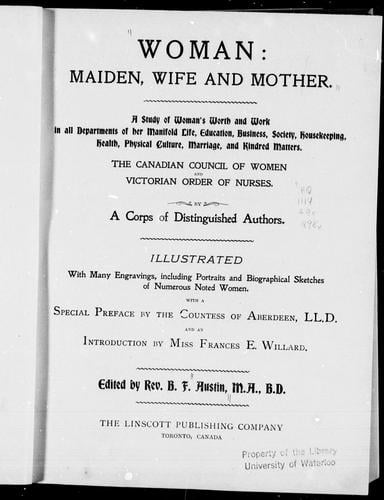 WOMAN:
MAIDEN, WIFE AND MOTHER.
A Study of Woman's Worth and Work
in all Departments of her Manifold Life, Education, Business, Society, Housekeeping,
Health, Physical Culture, Marriage, and Kindred Matters.
THE CANADIAN COUNCIL OF WOMEN
AND
VICTORIAN ORDER OF NURSES.
BY
A Corps of Distinguished Authors.
ILLUSTRATED
With Many Engravings, including Portraits and Biographical Sketches
of Numerous Noted Women.
WITH A
SPECIAL PREFACE BY THE COUNTESS OF ABERDEEN, LL.D.
AND AN
INTRODUCTION BY MISS FRANCES E. WILLARD.
Edited by Rev. B. F. Austin, M.A., B.D.
THE LINSCOTT PUBLISHING COMPANY
TORONTO, CANADA
Property of the Library
University of Waterloo
HQ